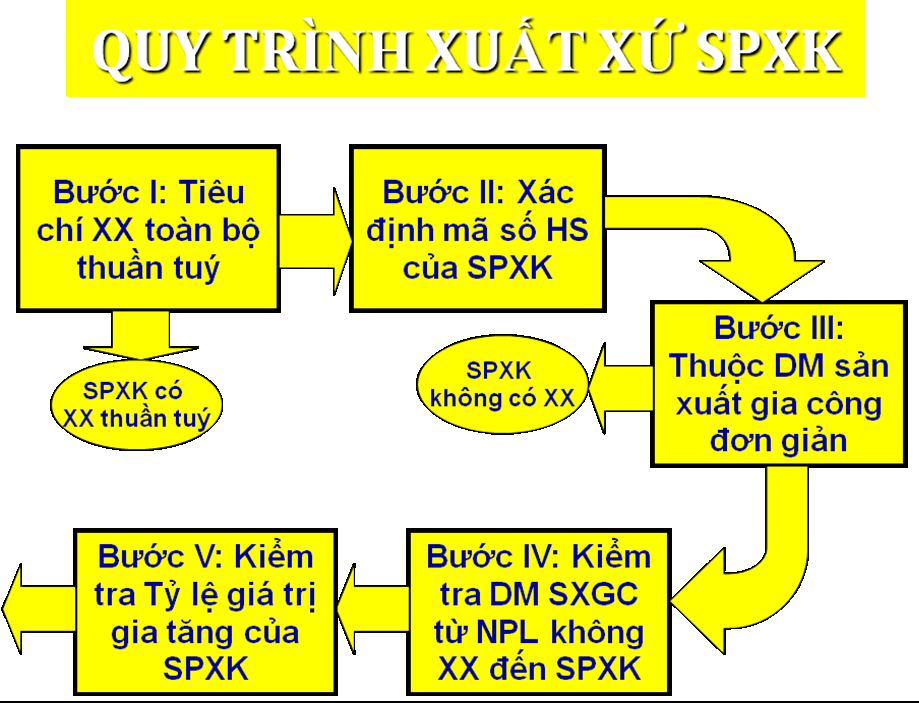 QUY TRÌNH XUẤT XỨ SPXK
Bước I: Tiêu
chí XX toàn bộ
thuần tuý
Bước II: Xác
định mã số HS
của SPXK
SPXK có
XX thuần tuý
SPXK
không có XX
Bước III:
Thuộc DM sản
xuất gia công
đơn giản
Bước IV: Kiểm
tra DM SXGC
từ NPL không
XX đến SPXK
Bước V: Kiểm
tra Tỷ lệ giá trị
gia tăng của
SPXK